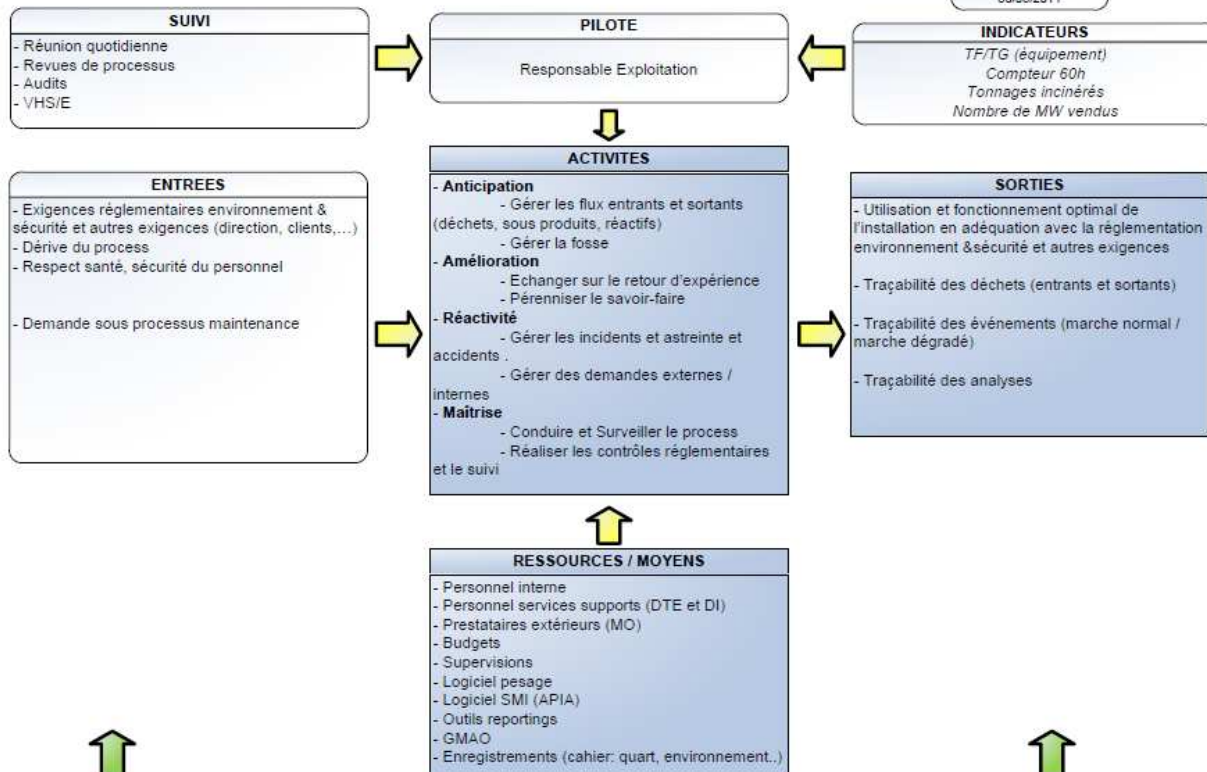 SUIVI
- Réunion quotidienne
- Revues de processus
- Audits
- VHS/E
PILOTE
Responsable Exploitation
INDICATEURS
TF/TG (équipement)
Compteur 60h
Tonnages incinérés
Nombre de MW vendus
ENTREES
- Exigences réglementaires environnement &
sécurité et autres exigences (direction, clients,...)
- Dérive du process
- Respect santé, sécurité du personnel
- Demande sous processus maintenance
ACTIVITES
- Anticipation
- Gérer les flux entrants et sortants
(déchets, sous produits, réactifs)
- Gérer la fosse
- Amélioration
- Echanger sur le retour d'expérience
- Pérenniser le savoir-faire
- Réactivité
- Gérer les incidents et astreinte et
accidents .
- Gérer des demandes externes /
internes
- Maîtrise
- Conduire et Surveiller le process
- Réaliser les contrôles réglementaires
et le suivi
SORTIES
- Utilisation et fonctionnement optimal de
l'installation en adéquation avec la réglementation
environnement &sécurité et autres exigences
- Traçabilité des déchets (entrants et sortants)
- Traçabilité des événements (marche normal /
marche dégradé)
- Traçabilité des analyses
RESSOURCES / MOYENS
- Personnel interne
- Personnel services supports (DTE et DI)
- Prestataires extérieurs (MO)
- Budgets
- Supervisions
- Logiciel pesage
- Logiciel SMI (APIA)
- Outils reportings
- GMAO
- Enregistrements (cahier: quart, environnement..)